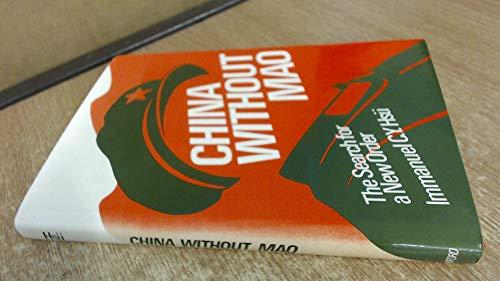 CHINA
WITHOUT
MAO
The Search for
a New Order
Immanuel C.Y. Hsü
Hsü
CHINA WITHOUT MAO